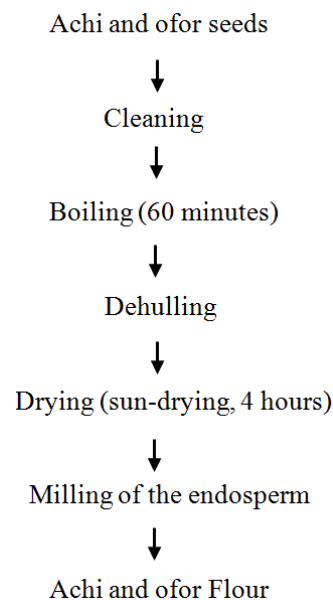 Achi and ofor seeds
Cleaning
Boiling (60 minutes)
Dehulling
Drying (sun-drying, 4 hours)
Milling of the endosperm
Achi and ofor Flour